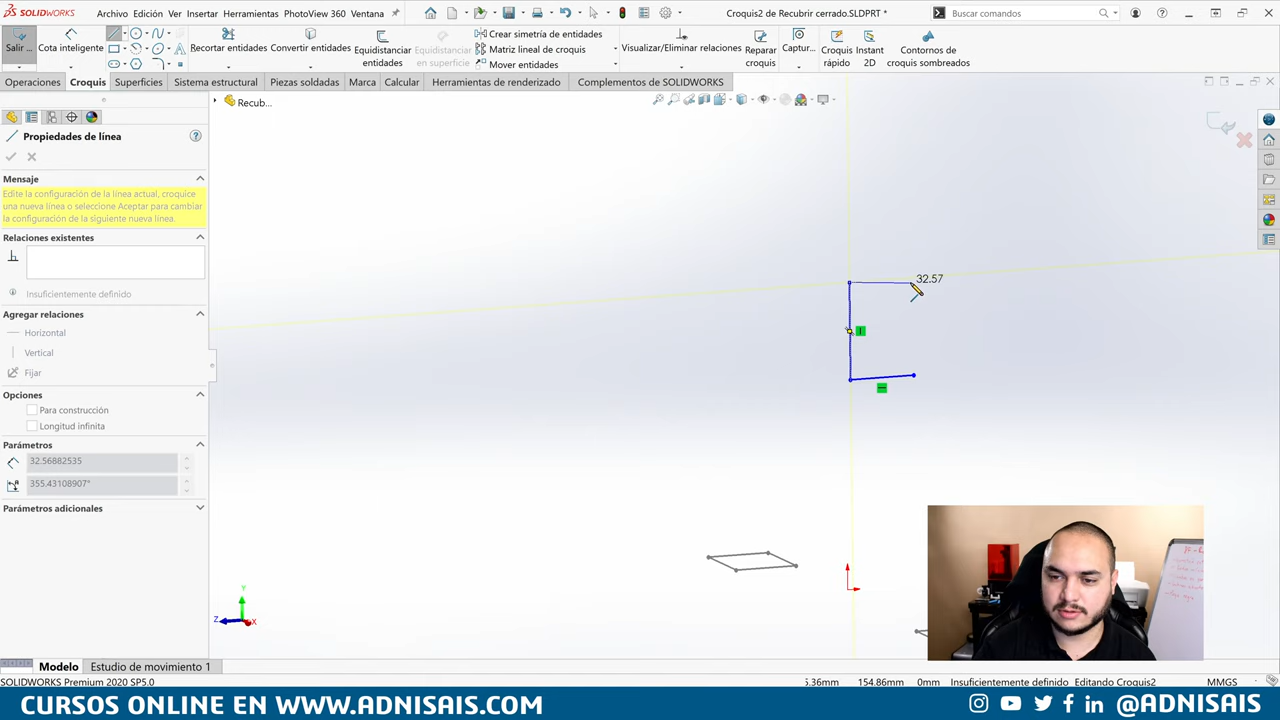 SOLIDWORKS Archivo Edición Ver Insertar Herramientas PhotoView 360 Ventana Croquis2 de Recubrir cerrado.SLDPRT * Buscar comandos
Salir ... Cota inteligente Recortar entidades Convertir entidades Equidistanciar entidades Equidistanciar en superficie Crear simetría de entidades Visualizar/Eliminar relaciones Reparar croquis Captur... Croquis rápido Instant 2D Contornos de croquis sombreados
Matriz lineal de croquis
Mover entidades
Operaciones Croquis Superficies Sistema estructural Piezas soldadas Marca Calcular Herramientas de renderizado Complementos de SOLIDWORKS
Recub...
Propiedades de línea
Mensaje
Edite la configuración de la línea actual, croquice
una nueva línea o seleccione Aceptar para cambiar
la configuración de la siguiente nueva línea.
Relaciones existentes
32.57
Insuficientemente definido
Agregar relaciones
Horizontal
Vertical
Fijar
Opciones
Para construcción
Longitud infinita
Parámetros
32.56882535
355.43108907°
Parámetros adicionales
Y
Z X
Modelo Estudio de movimiento 1
SOLIDWORKS Premium 2020 SP5.0 154.86mm 0mm Insuficientemente definido Editando Croquis2 MMGS
CURSOS ONLINE EN WWW.ADNISAIS.COM @ADNISAIS